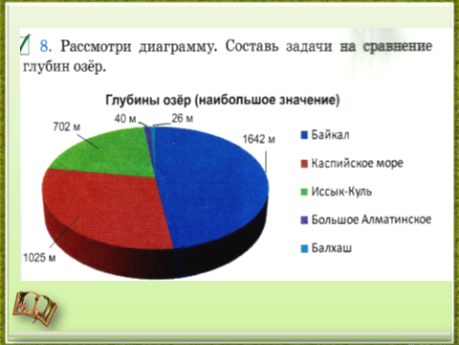 8. Рассмотри диаграмму. Составь задачи на сравнение
глубин озёр.
Глубины озёр (наибольшое значение)
40 м
26 м
702 м
1642 м
1025 м
Байкал
Каспийское море
Иссык-Куль
Большое Алматинское
Балхаш